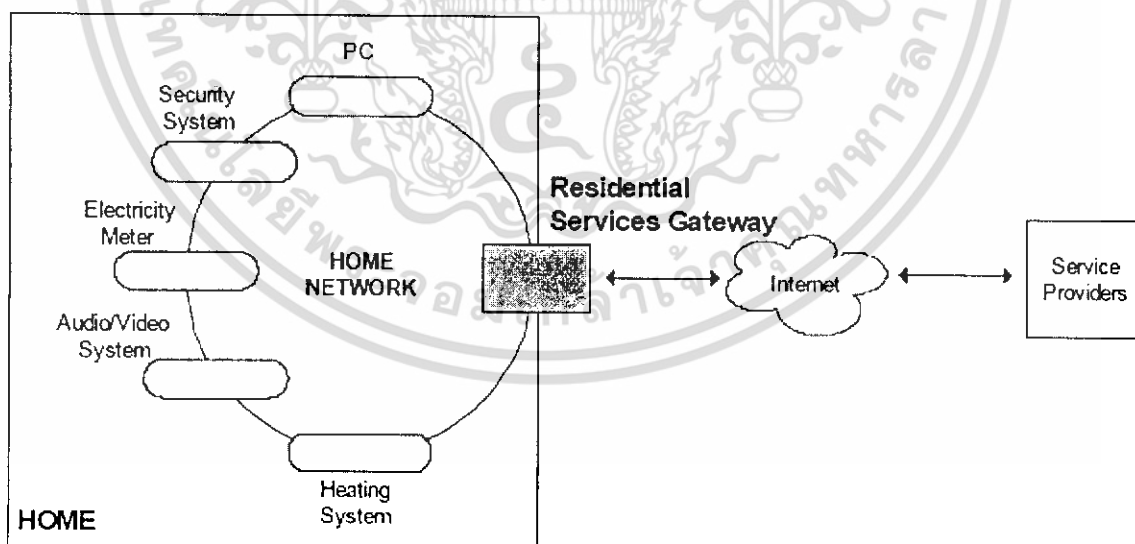 PC
Security
System
Electricity
Meter
Audio/Video
System
HOME
NETWORK
Heating
System
HOME
Residential
Services Gateway
Internet
Service
Providers